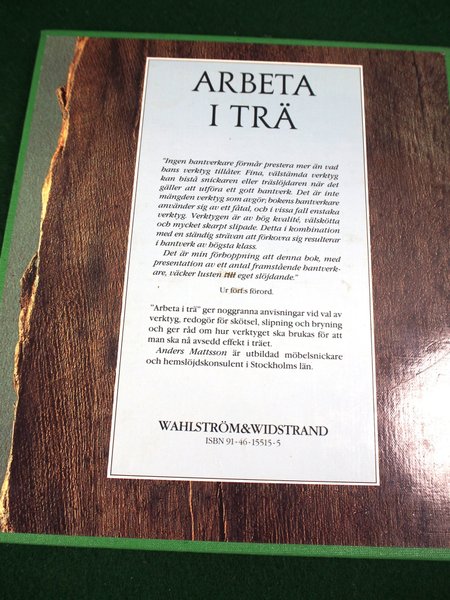 ARBETA
I TRÄ
"Ingen hantverkare förmår prestera mer än vad
hans verktyg tillåter. Fina, välstämda verktyg
kan bistå snickaren eller träslöjdaren när det
gäller att utföra ett gott hantverk. Det är inte
mängden verktyg som avgör, bokens hantverkare
använder sig av ett fåtal, och i vissa fall enstaka
verktyg. Verktygen är av hög kvalité, välskötta
och mycket skarpt slipade. Detta i kombination
med en ständig strävan att förkovra sig resulterar
i hantverk av högsta klass.
Det är min förhoppning att denna bok, med
presentation av ett antal framstående hantverk-
are, väcker lusten till eget slöjdande."
Ur förf:s förord.
"Arbeta i trä" ger noggranna anvisningar vid val av
verktyg, redogör för skötsel, slipning och bryning
och ger råd om hur verktyget ska brukas för att
man ska nå avsedd effekt i träet.
Anders Mattsson är utbildad möbelsnickare
och hemslöjdskonsulent i Stockholms län.
WAHLSTRÖM&WIDSTRAND
ISBN 91-46-15515-5